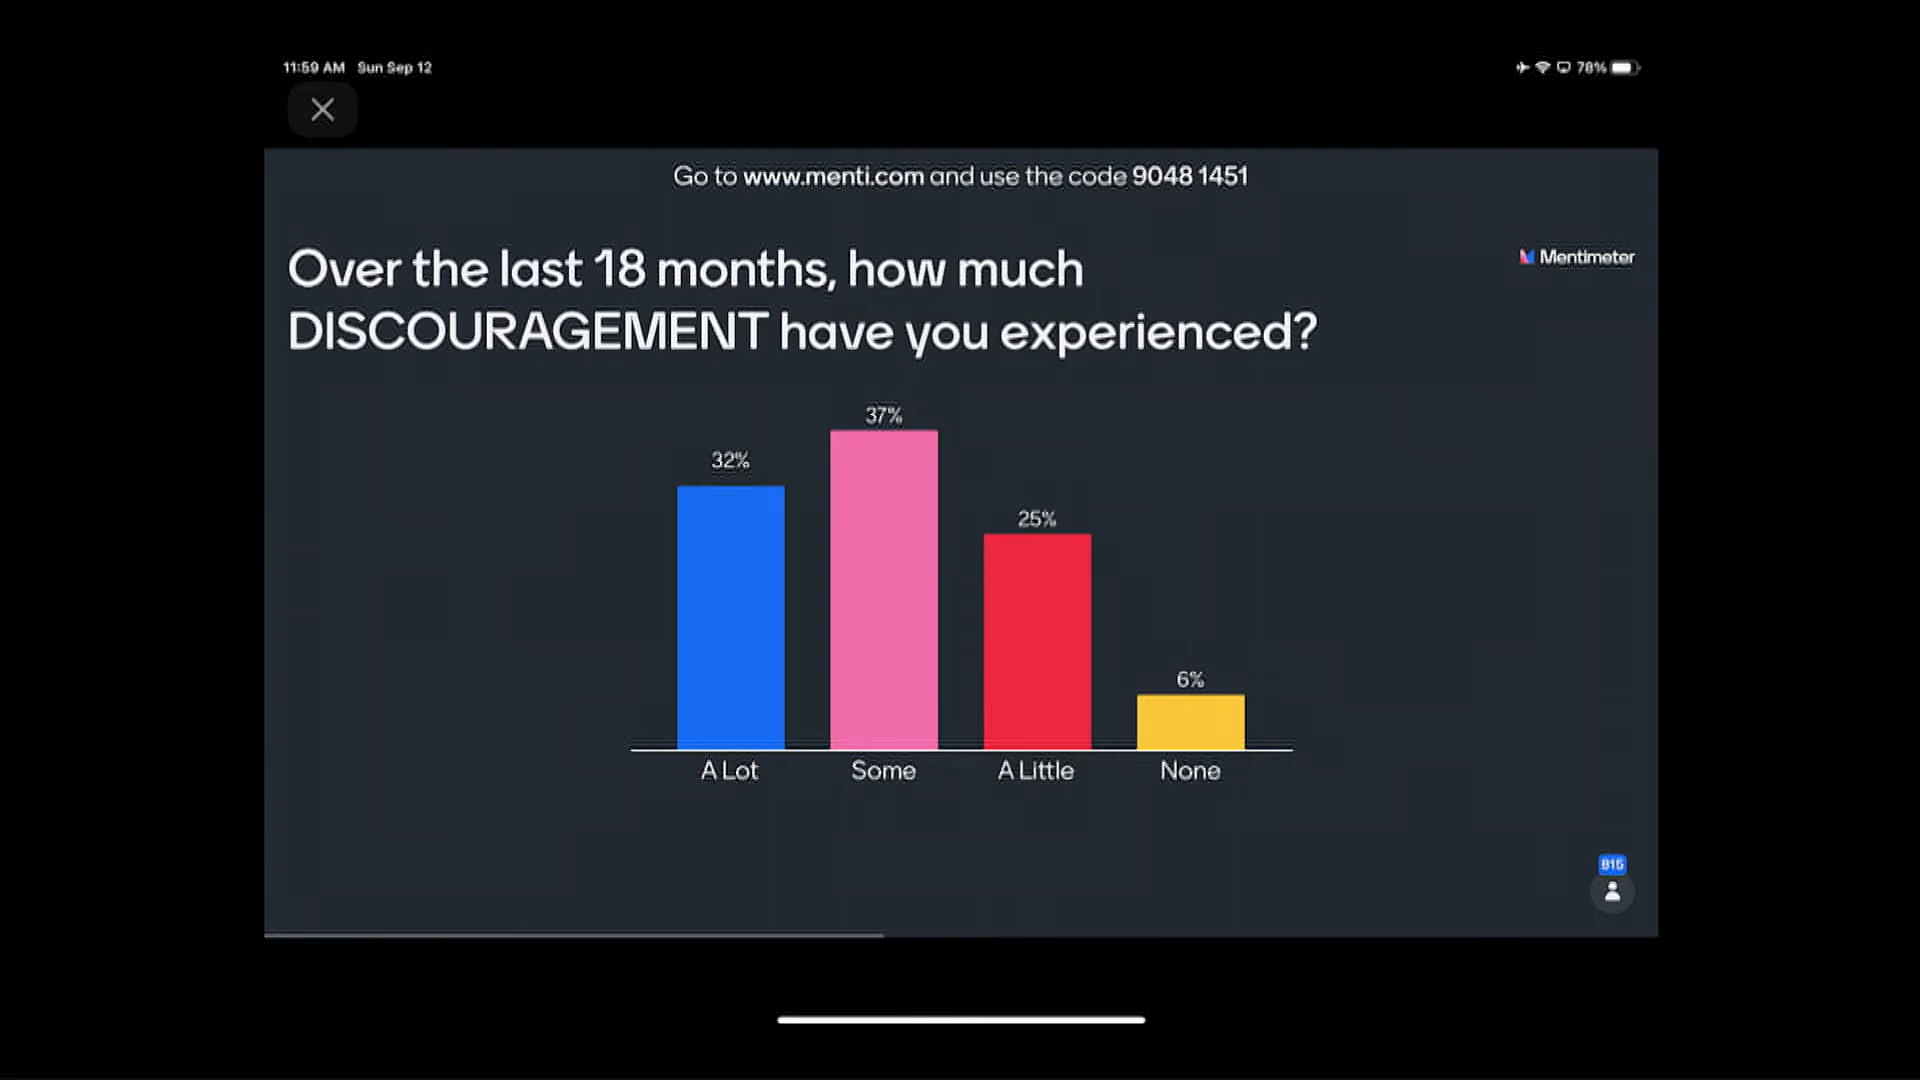 11:59 AM Sun Sep 12
78%
Go to www.menti.com and use the code 9048 1451
Over the last 18 months, how much
Mentimeter
DISCOURAGEMENT have you experienced?
37%
32%
25%
6%
A Lot
Some
A Little
None
815